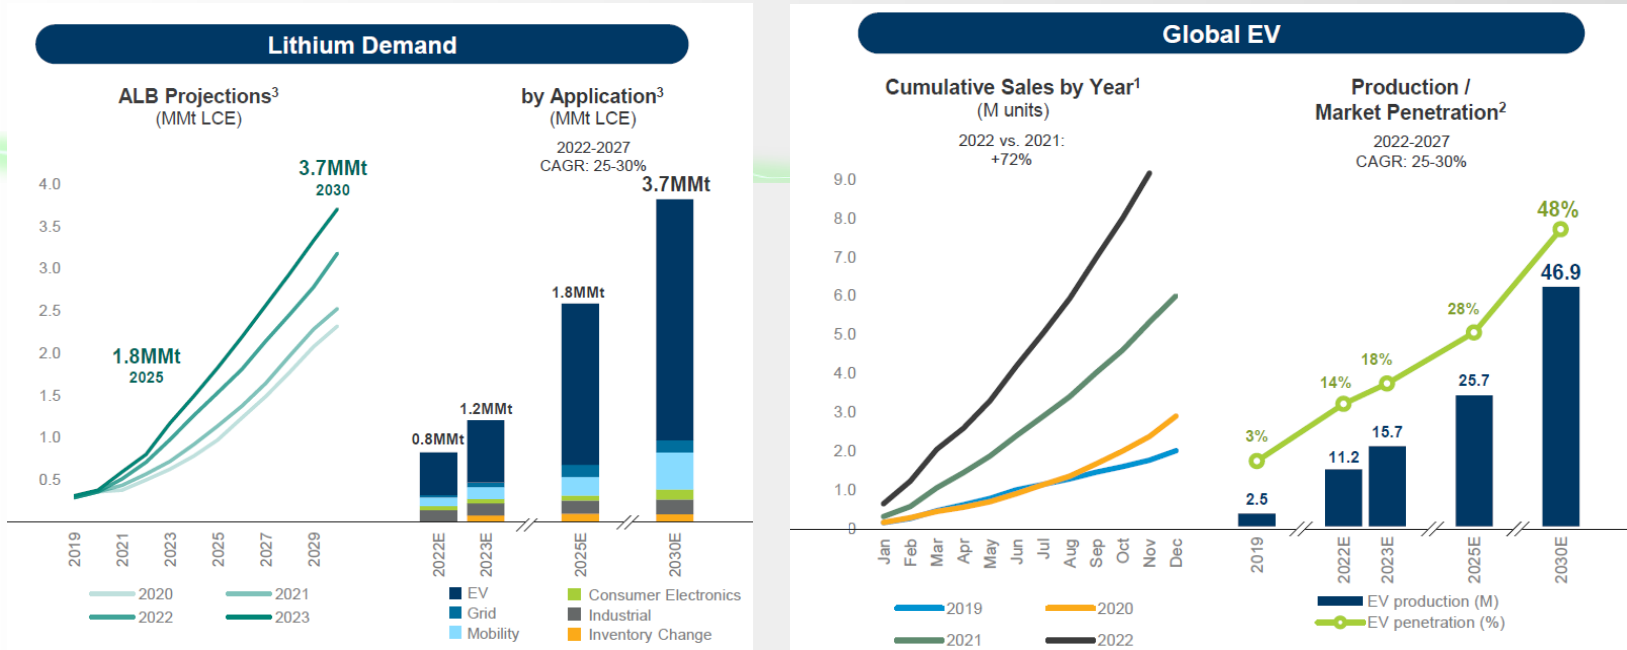 Lithium Demand
ALB Projections³
(MMt LCE)
3.7MMt
2030
1.8MMt
2025
4.0
3.5
3.0
2.5
2.0
1.5
1.0
0.5
2019
2021
2023
2025
2027
2029
2020
2021
2022
2023
by Application³
(MMt LCE)
2022-2027
CAGR: 25-30%
3.7MMt
1.8MMt
1.2MMt
0.8MMt
2022E
2023E
2025E
2030E
EV
Grid
Mobility
Consumer Electronics
Industrial
Inventory Change
Global EV
Cumulative Sales by Year¹
(M units)
2022 vs. 2021:
+72%
9.0
8.0
7.0
6.0
5.0
4.0
3.0
2.0
1.0
0
Jan
Feb
Mar
Apr
May
Jun
Jul
Aug
Sep
Oct
Nov
Dec
2019
2020
2021
2022
Production /
Market Penetration²
2022-2027
CAGR: 25-30%
48%
46.9
28%
25.7
18%
15.7
14%
11.2
3%
2.5
2019
2022E
2023E
2025E
2030E
EV production (M)
EV penetration (%)